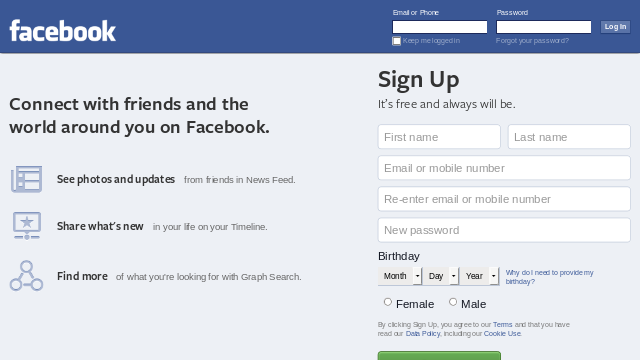 facebook
Email or Phone
Password
Log In
Keep me logged in
Forgot your password?
Connect with friends and the
world around you on Facebook.
See photos and updates from friends in News Feed.
Share what's new in your life on your Timeline.
Find more of what you're looking for with Graph Search.
Sign Up
It's free and always will be.
First name
Last name
Email or mobile number
Re-enter email or mobile number
New password
Birthday
Month Day Year
Why do I need to provide my
birthday?
Female Male
By clicking Sign Up, you agree to our Terms and that you have
read our Data Policy, including our Cookie Use.